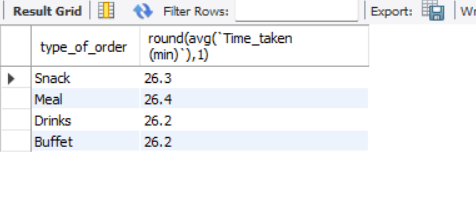 Result Grid Filter Rows: Export:
type_of_order round(avg(`Time_taken
(min)`),1)
Snack 26.3
Meal 26.4
Drinks 26.2
Buffet 26.2